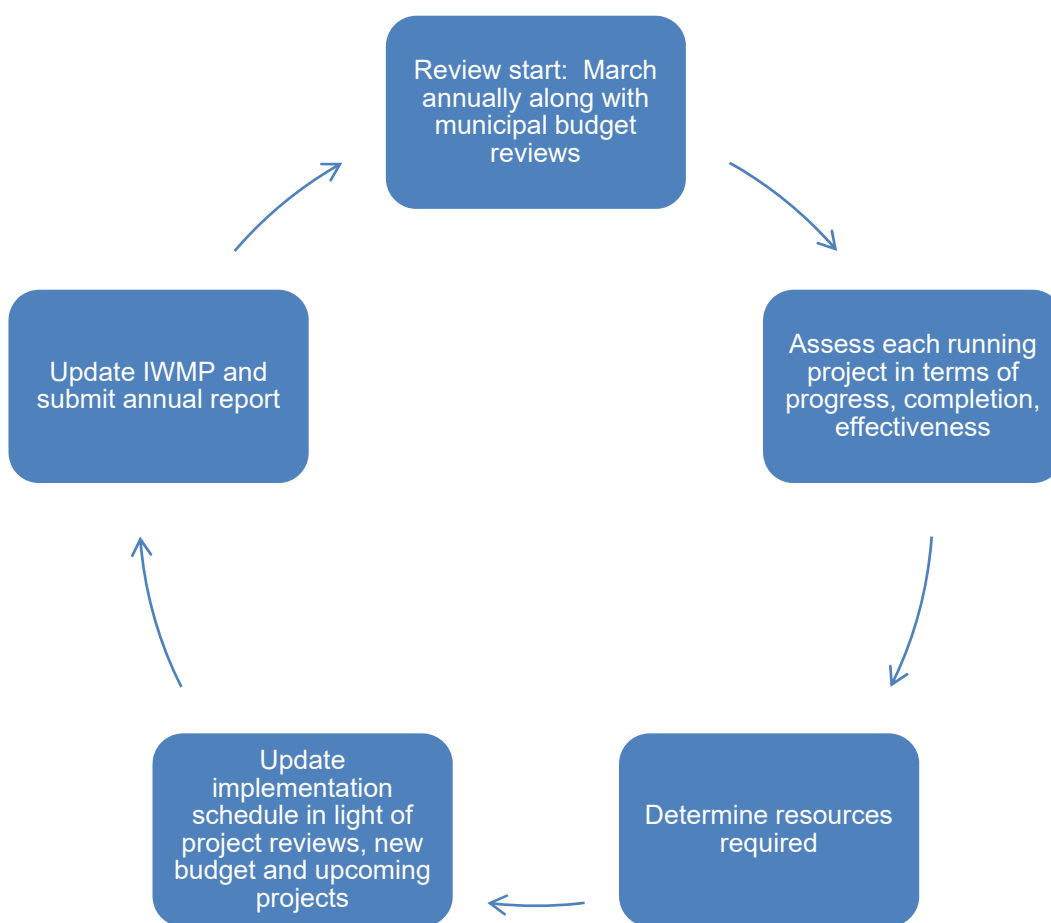 Review start:  March
annually along with
municipal budget
reviews
Assess each running
project in terms of
progress, completion,
effectiveness
Determine resources
required
Update
implementation
schedule in light of
project reviews, new
budget and upcoming
projects
Update IWMP and
submit annual report